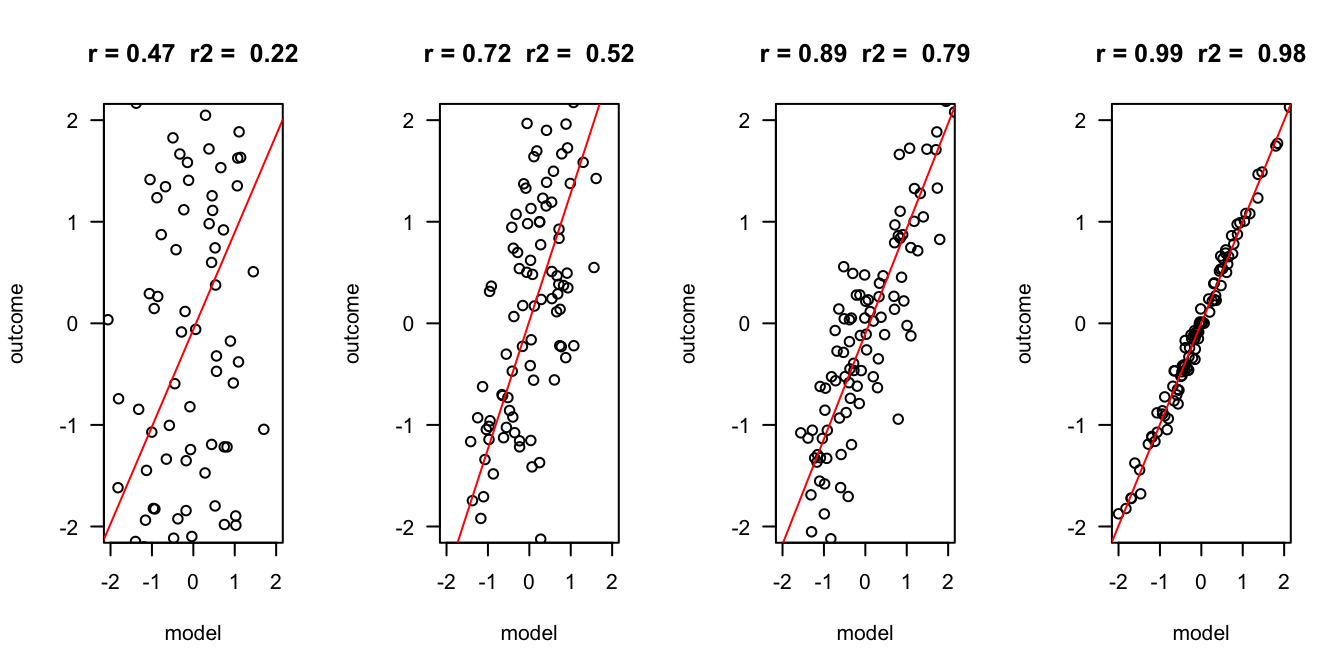 r = 0.47  r2 =  0.22
outcome
2
1
0
-1
-2
-2 -1 0 1 2
model
r = 0.72  r2 =  0.52
outcome
2
1
0
-1
-2
-2 -1 0 1 2
model
r = 0.89  r2 =  0.79
outcome
2
1
0
-1
-2
-2 -1 0 1 2
model
r = 0.99  r2 =  0.98
outcome
2
1
0
-1
-2
-2 -1 0 1 2
model